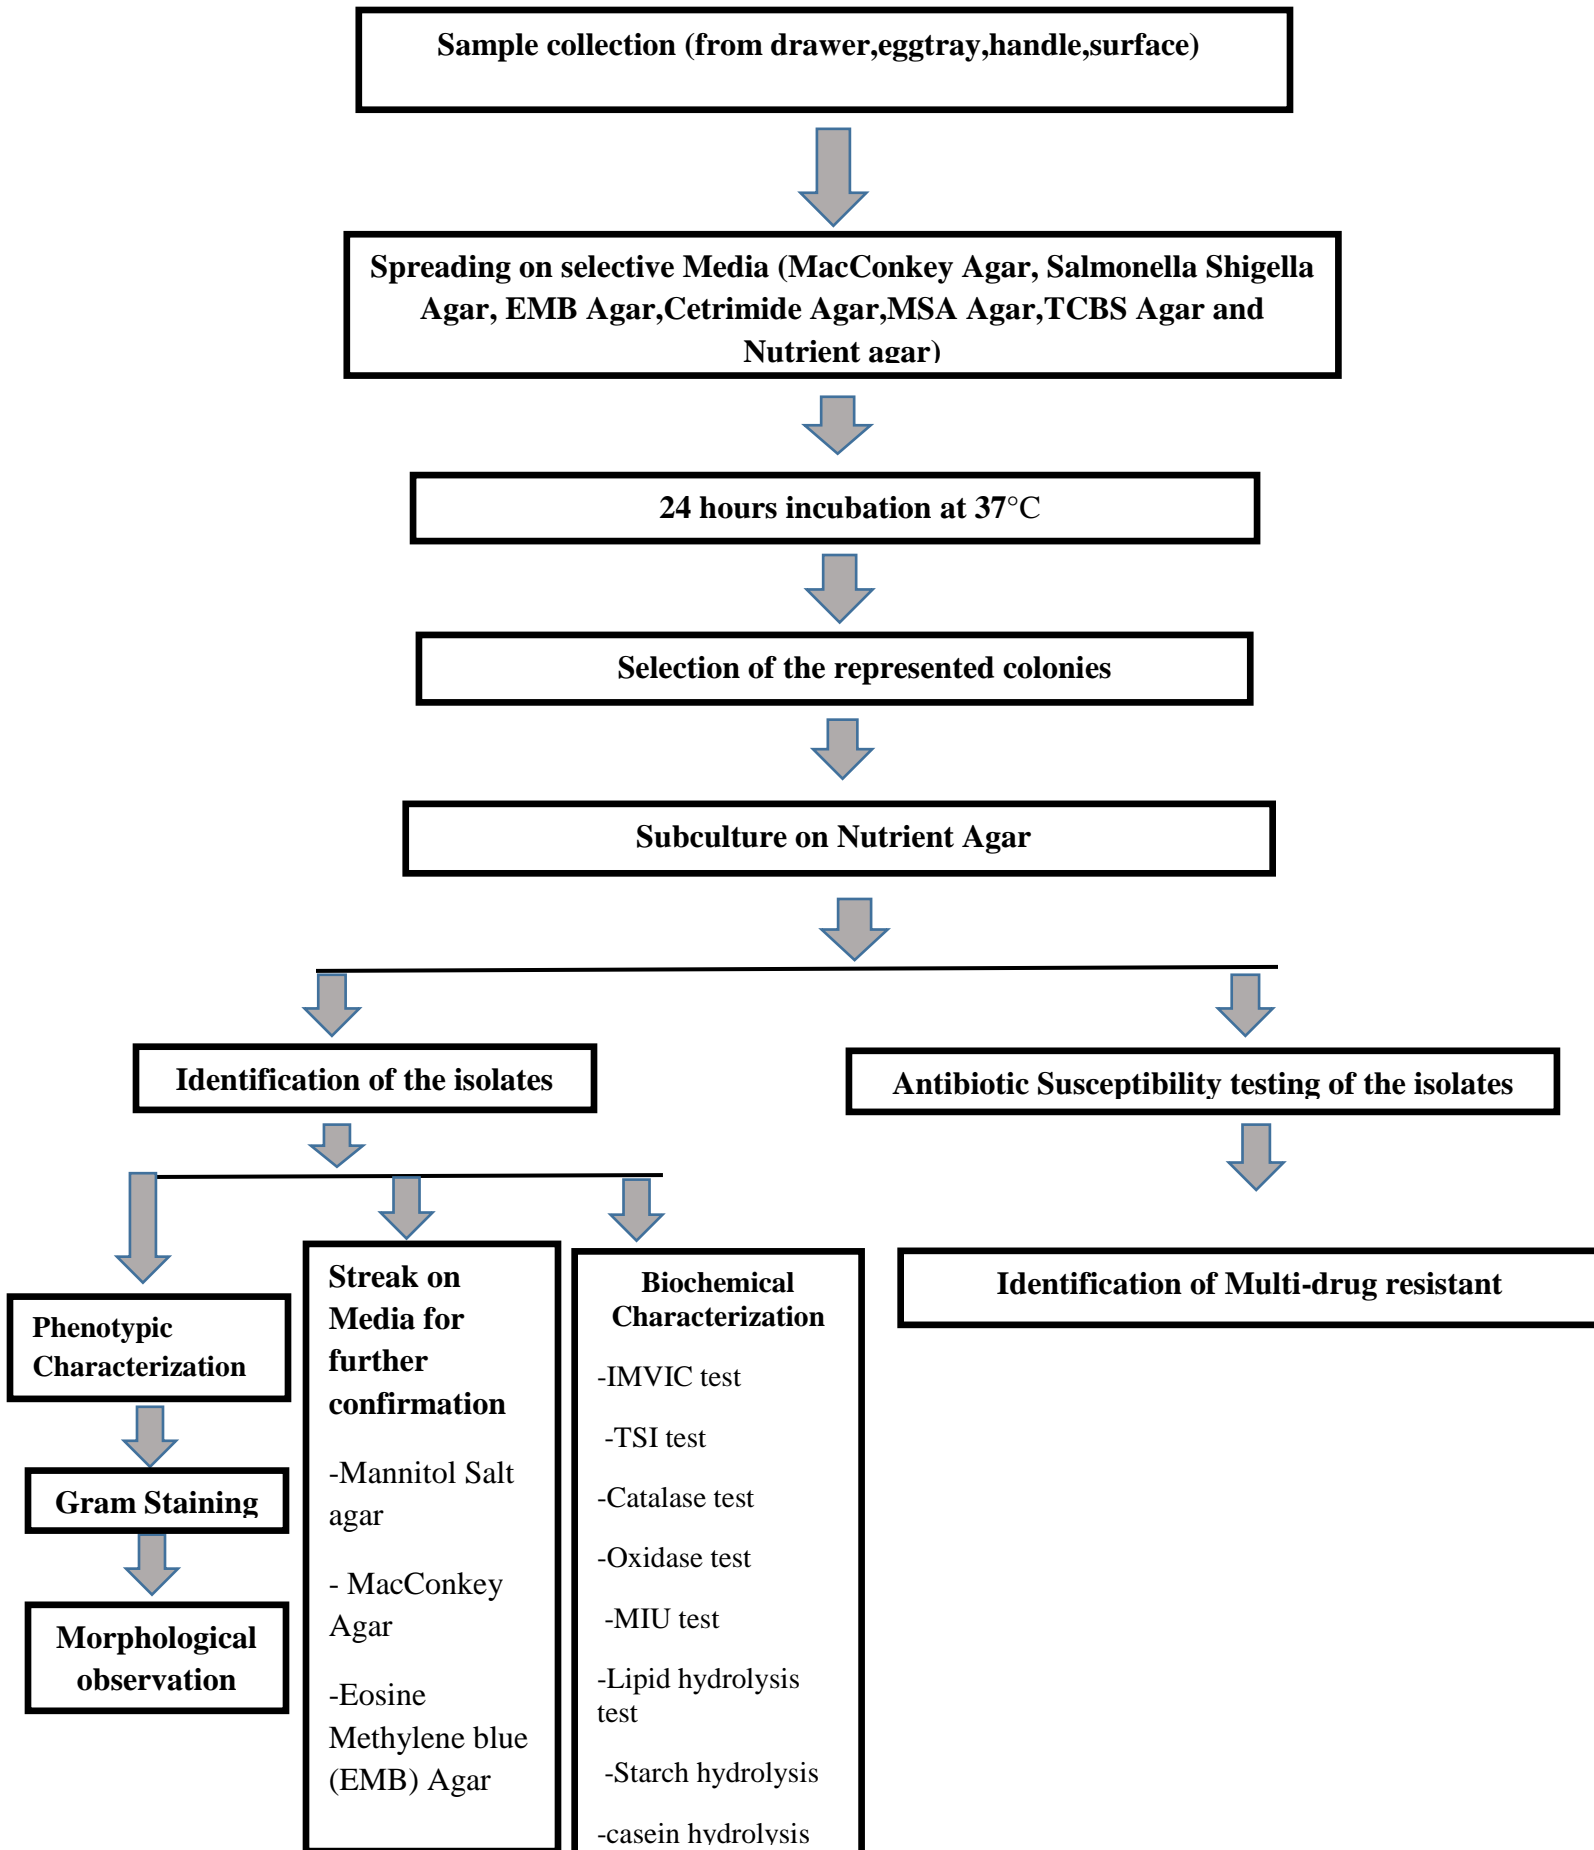 Sample collection (from drawer,eggtray,handle,surface)
Spreading on selective Media (MacConkey Agar, Salmonella Shigella
Agar, EMB Agar,Cetrimide Agar,MSA Agar,TCBS Agar and
Nutrient agar)
24 hours incubation at 37°C
Selection of the represented colonies
Subculture on Nutrient Agar
Identification of the isolates
Antibiotic Susceptibility testing of the isolates
Phenotypic
Characterization
Gram Staining
Morphological
observation
Streak on
Media for
further
confirmation
-Mannitol Salt
agar
- MacConkey
Agar
-Eosine
Methylene blue
(EMB) Agar
Biochemical
Characterization
-IMVIC test
-TSI test
-Catalase test
-Oxidase test
-MIU test
-Lipid hydrolysis
test
-Starch hydrolysis
-casein hydrolysis
Identification of Multi-drug resistant